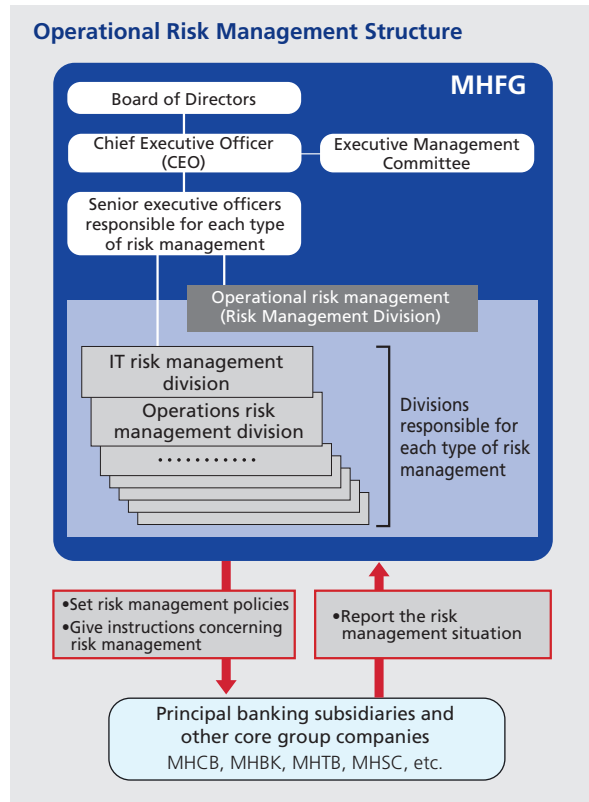 Operational Risk Management Structure
MHFG
Board of Directors
Chief Executive Officer
(CEO)
Executive Management
Committee
Senior executive officers
responsible for each type
of risk management
Operational risk management
(Risk Management Division)
IT risk management
division
Operations risk
management division
• • • • • • • • • • •
Divisions
responsible for
each type of risk
management
•Set risk management policies
•Give instructions concerning
risk management
•Report the risk
management situation
Principal banking subsidiaries and
other core group companies
MHCB, MHBK, MHTB, MHSC, etc.